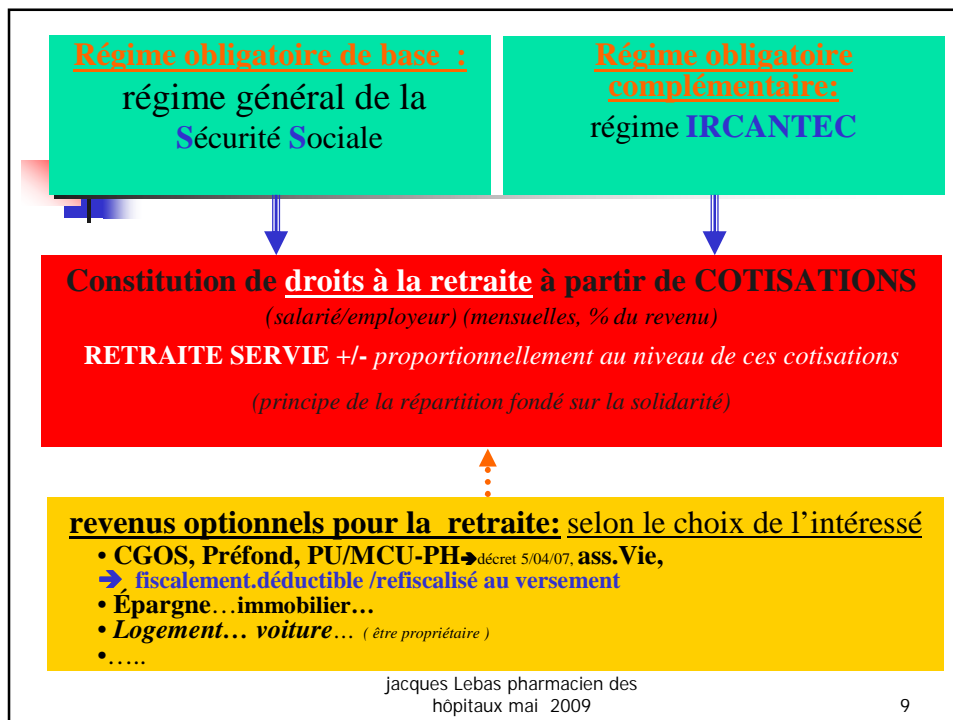 Régime obligatoire de base :
régime général de la
Sécurité Sociale
Régime obligatoire
complémentaire:
régime IRCANTEC
Constitution de droits à la retraite à partir de COTISATIONS
(salarié/employeur) (mensuelles, % du revenu)
RETRAITE SERVIE +/- proportionnellement au niveau de ces cotisations
(principe de la répartition fondé sur la solidarité)
revenus optionnels pour la retraite: selon le choix de l'intéressé
• CGOS, Préfond, PU/MCU-PH➔décret 5/04/07, ass.Vie,
➔ fiscalement.déductible /refiscalisé au versement
• Épargne…immobilier…
• Logement… voiture… ( être propriétaire )
•…..
jacques Lebas pharmacien des
hôpitaux mai 2009
9